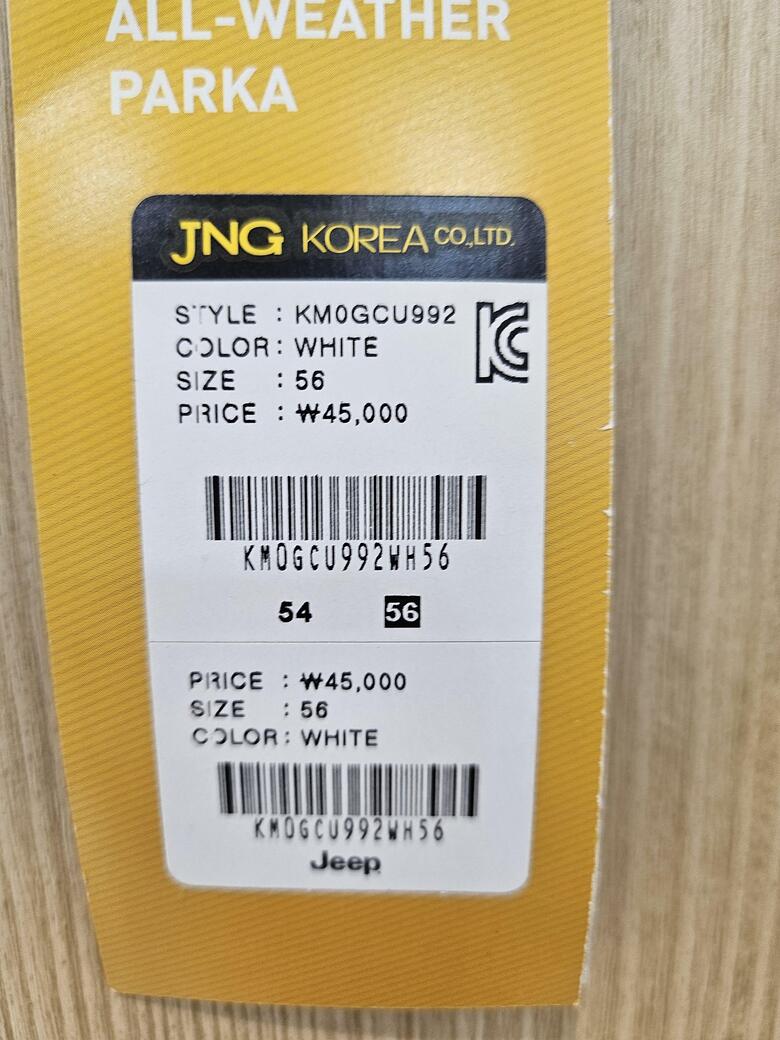 ALL-WEATHER
PARKA
JNG KOREA CO.,LTD.
STYLE : KM0GCU992
COLOR : WHITE
SIZE : 56
PRICE : ₩45,000
KC
KM0GCU992WH56
54 56
PRICE : ₩45,000
SIZE : 56
COLOR : WHITE
KM0GCU992WH56
Jeep